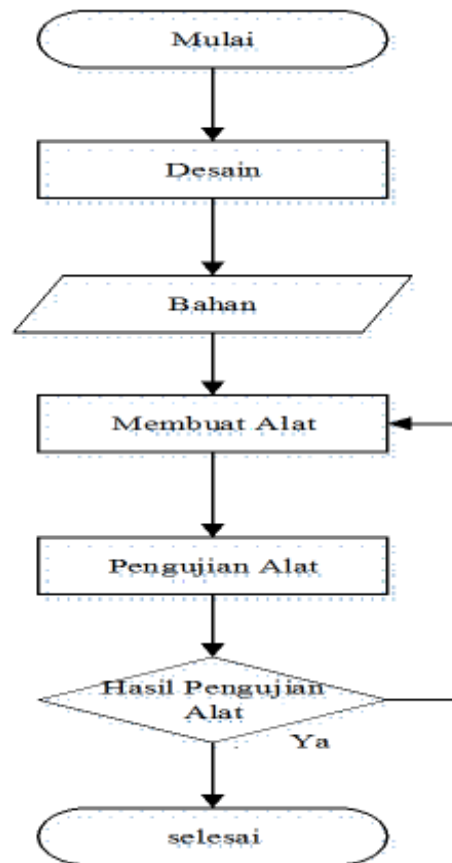 Mulai
Desain
Bahan
Membuat Alat
Pengujian Alat
Hasil Pengujian
Alat
Ya
selesai